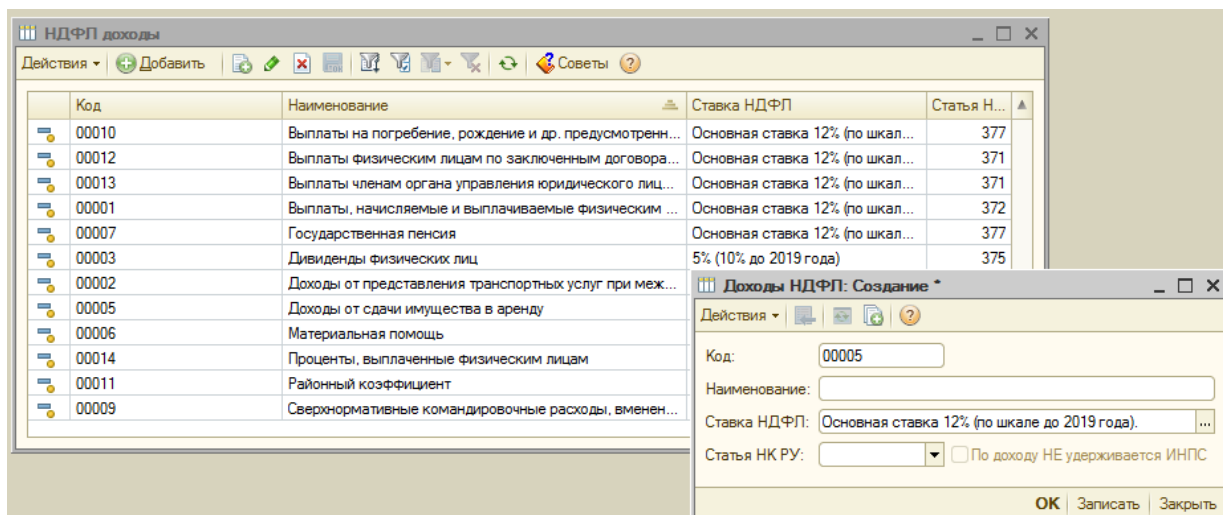 НДФЛ доходы
Действия Добавить Советы
Код Наименование Ставка НДФЛ Статья Н...
00010 Выплаты на погребение, рождение и др. предусмотренн... Основная ставка 12% (по шкал... 377
00012 Выплаты физическим лицам по заключенным договора... Основная ставка 12% (по шкал... 371
00013 Выплаты членам органа управления юридического лиц... Основная ставка 12% (по шкал... 371
00001 Выплаты, начисляемые и выплачиваемые физическим ... Основная ставка 12% (по шкал... 372
00007 Государственная пенсия Основная ставка 12% (по шкал... 377
00003 Дивиденды физических лиц 5% (10% до 2019 года) 375
00002 Доходы от представления транспортных услуг при меж...
00005 Доходы от сдачи имущества в аренду
00006 Материальная помощь
00014 Проценты, выплаченные физическим лицам
00011 Районный коэффициент
00009 Сверхнормативные командировочные расходы, вменен...
Доходы НДФЛ: Создание *
Действия
Код: 00005
Наименование:
Ставка НДФЛ: Основная ставка 12% (по шкале до 2019 года). ...
Статья НК РУ: По доходу НЕ удерживается ИНПС
OK Записать Закрыть